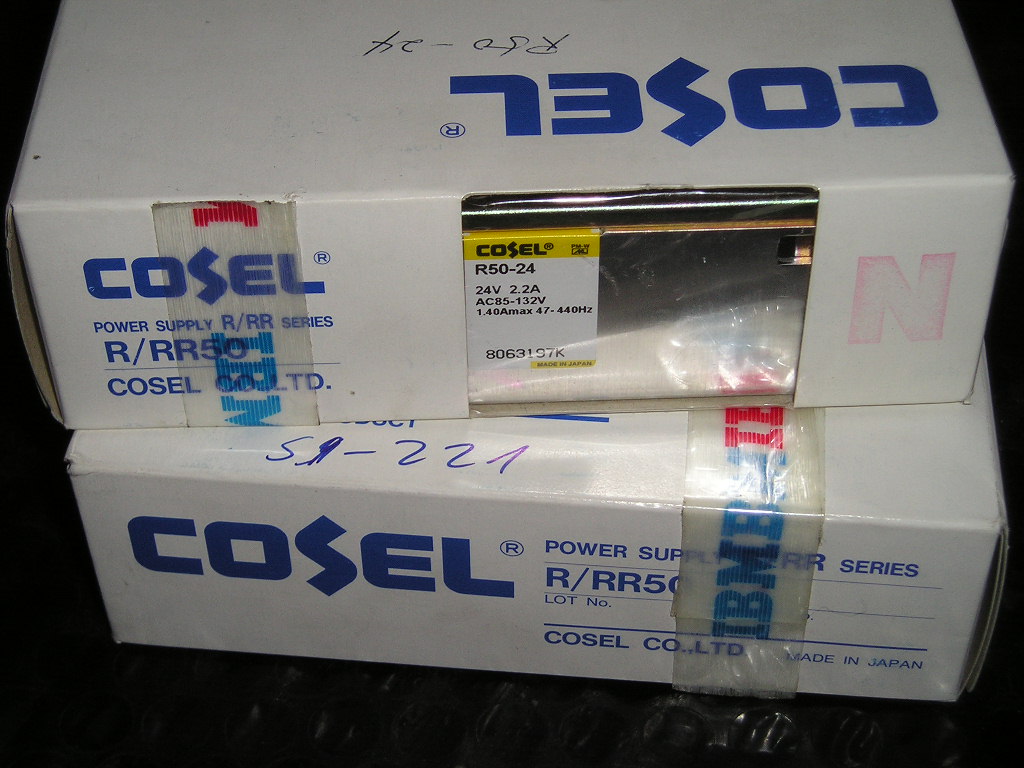 R50-24
COSEL®
COSEL®
POWER SUPPLY R/RR SERIES
R/RR50
COSEL CO.,LTD.
COSEL®
R50-24
24V 2.2A
AC85-132V
1.40Amax 47-440Hz
8063197K
MADE IN JAPAN
N
S1-221
COSEL®
POWER SUPPLY R/RR SERIES
R/RR50
LOT No.
COSEL CO.,LTD
MADE IN JAPAN
IBM